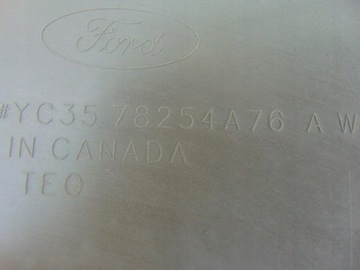 Ford
#YC35 78254A76 A W
IN CANADA
TEO